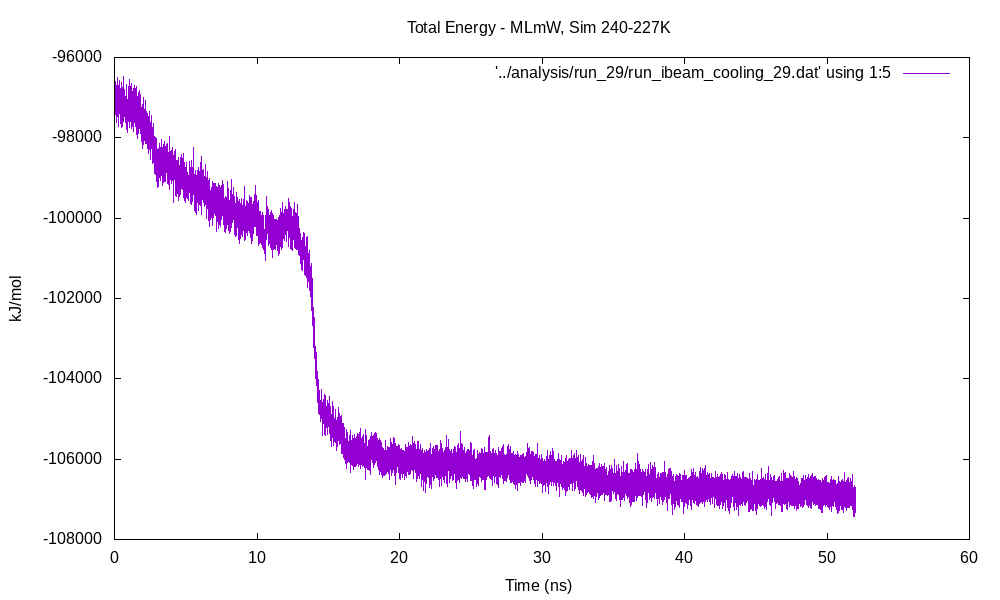 Total Energy - MLmW, Sim 240-227K
'../analysis/run_29/run_ibeam_cooling_29.dat' using 1:5
kJ/mol
-96000
-98000
-100000
-102000
-104000
-106000
-108000
0 10 20 30 40 50 60
Time (ns)